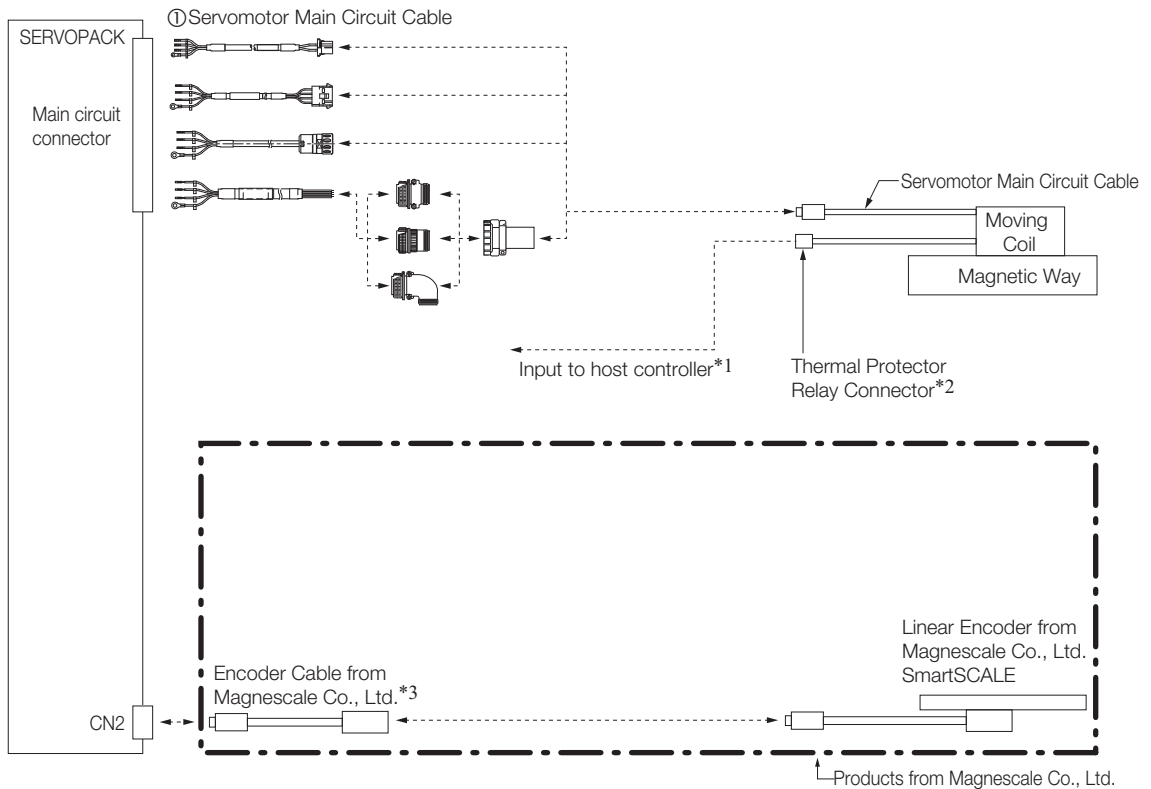 ①Servomotor Main Circuit Cable
SERVOPACK
Main circuit
connector
Servomotor Main Circuit Cable
Moving
Coil
Magnetic Way
Input to host controller*1
Thermal Protector
Relay Connector*2
Linear Encoder from
Magnescale Co., Ltd.
SmartSCALE
Encoder Cable from
Magnescale Co., Ltd.*3
CN2
Products from Magnescale Co., Ltd.